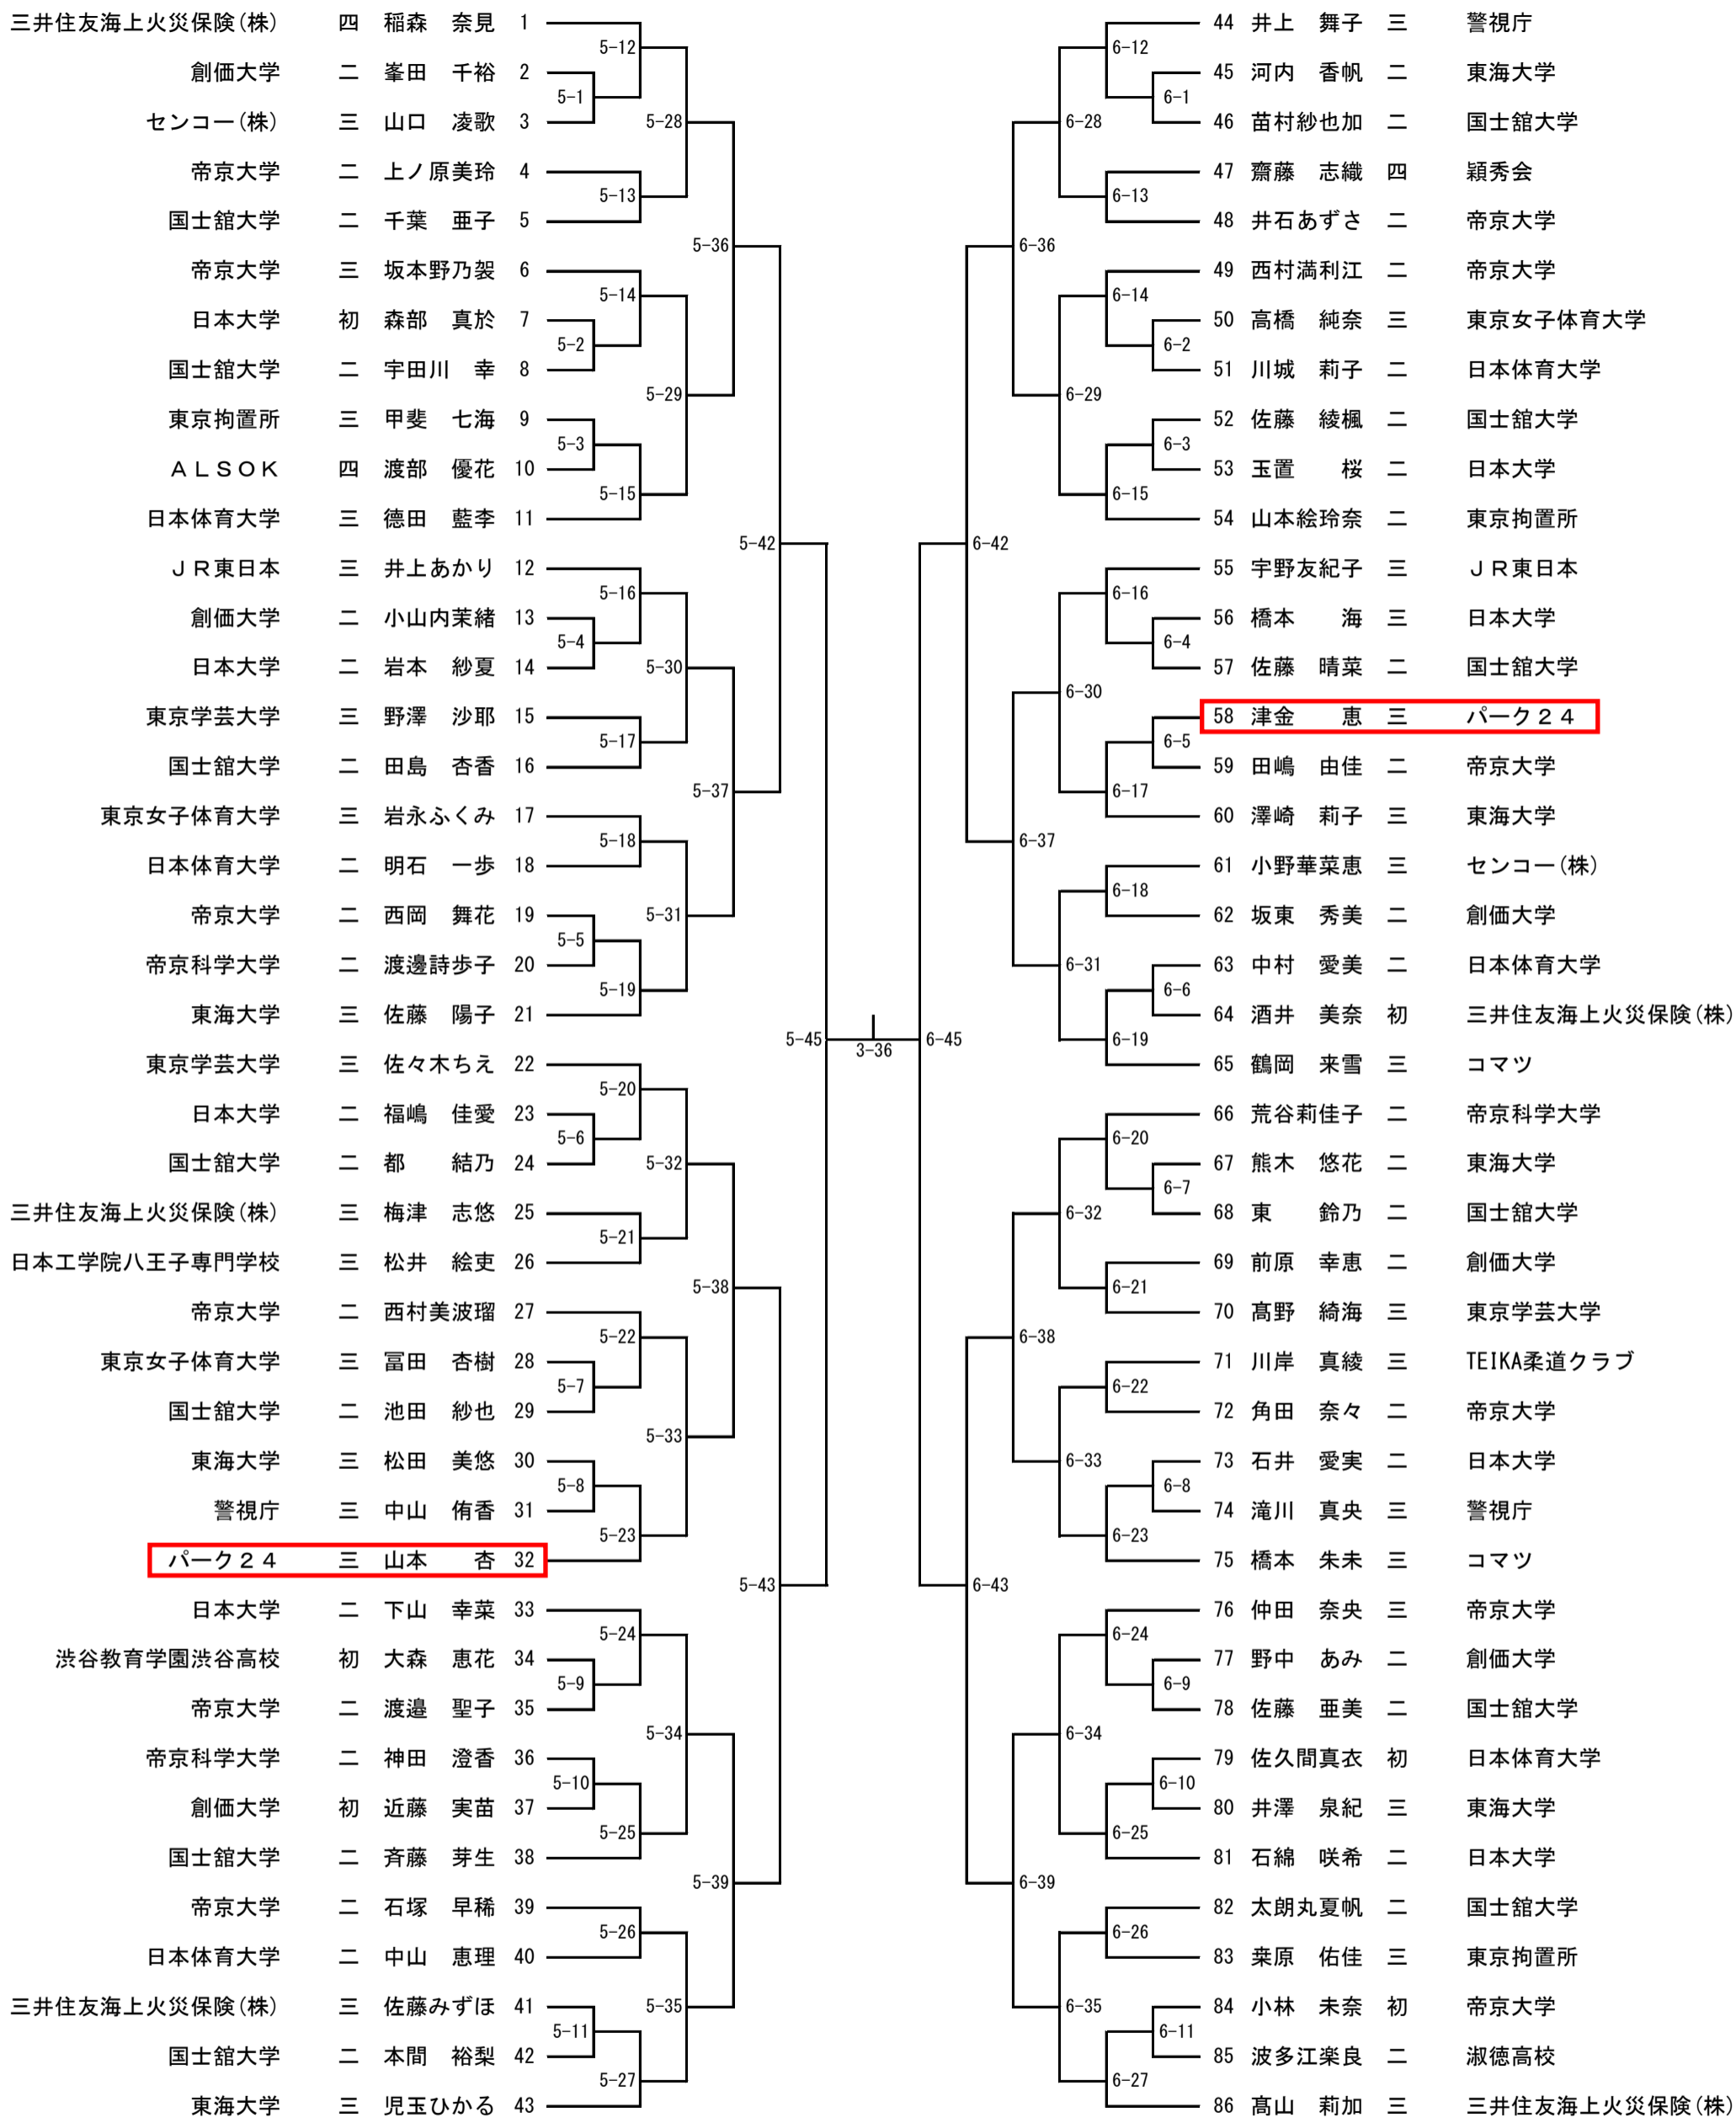 三井住友海上火災保険(株) 四 稲森 奈見 1
5-12
創価大学 二 峯田 千裕 2
5-1
センコー(株) 三 山口 凌歌 3
5-28
帝京大学 二 上ノ原美玲 4
5-13
国士舘大学 二 千葉 亜子 5
5-36
帝京大学 三 坂本野乃袈 6
5-14
日本大学 初 森部 真於 7
5-2
国士舘大学 二 宇田川 幸 8
5-29
東京拘置所 三 甲斐 七海 9
5-3
ALSOK 四 渡部 優花 10
5-15
日本体育大学 三 德田 藍李 11
5-42
JR東日本 三 井上あかり 12
5-16
創価大学 二 小山内茉緒 13
5-4
日本大学 二 岩本 紗夏 14
5-30
東京学芸大学 三 野澤 沙耶 15
5-17
国士舘大学 二 田島 杏香 16
5-37
東京女子体育大学 三 岩永ふくみ 17
5-18
日本体育大学 二 明石 一歩 18
帝京大学 二 西岡 舞花 19
5-31
5-5
帝京科学大学 二 渡邊詩歩子 20
5-19
東海大学 三 佐藤 陽子 21
5-45
3-36
東京学芸大学 三 佐々木ちえ 22
5-20
日本大学 二 福嶋 佳愛 23
5-6
国士舘大学 二 都 結乃 24
5-32
三井住友海上火災保険(株) 三 梅津 志悠 25
5-21
日本工学院八王子専門学校 三 松井 絵吏 26
5-38
帝京大学 二 西村美波瑠 27
5-22
東京女子体育大学 三 冨田 杏樹 28
5-7
国士舘大学 二 池田 紗也 29
5-33
東海大学 三 松田 美悠 30
5-8
警視庁 三 中山 侑香 31
5-23
パーク24 三 山本 杏 32
5-43
日本大学 二 下山 幸菜 33
5-24
渋谷教育学園渋谷高校 初 大森 恵花 34
5-9
帝京大学 二 渡邉 聖子 35
5-34
帝京科学大学 二 神田 澄香 36
5-10
創価大学 初 近藤 実苗 37
5-25
国士舘大学 二 斉藤 芽生 38
5-39
帝京大学 二 石塚 早稀 39
5-26
日本体育大学 二 中山 恵理 40
三井住友海上火災保険(株) 三 佐藤みずほ 41
5-35
5-11
国士舘大学 二 本間 裕梨 42
5-27
東海大学 三 児玉ひかる 43
44 井上 舞子 三 警視庁
6-12
45 河内 香帆 二 東海大学
6-1
46 苗村紗也加 二 国士舘大学
6-28
47 齋藤 志織 四 穎秀会
6-13
48 井石あずさ 二 帝京大学
6-36
49 西村満利江 二 帝京大学
6-14
50 高橋 純奈 三 東京女子体育大学
6-2
51 川城 莉子 二 日本体育大学
6-29
52 佐藤 綾楓 二 国士舘大学
6-3
53 玉置 桜 二 日本大学
6-15
54 山本絵玲奈 二 東京拘置所
6-42
55 宇野友紀子 三 JR東日本
6-16
56 橋本 海 三 日本大学
6-4
57 佐藤 晴菜 二 国士舘大学
6-30
58 津金 恵 三 パーク24
6-5
59 田嶋 由佳 二 帝京大学
6-17
60 澤崎 莉子 三 東海大学
6-37
61 小野華菜恵 三 センコー(株)
6-18
62 坂東 秀美 二 創価大学
6-31
63 中村 愛美 二 日本体育大学
6-6
64 酒井 美奈 初 三井住友海上火災保険(株)
6-19
6-45
65 鶴岡 来雪 三 コマツ
66 荒谷莉佳子 二 帝京科学大学
6-20
67 熊木 悠花 二 東海大学
6-7
68 東 鈴乃 二 国士舘大学
6-32
69 前原 幸恵 二 創価大学
6-21
70 髙野 綺海 三 東京学芸大学
6-38
71 川岸 真綾 三 TEIKA柔道クラブ
6-22
72 角田 奈々 二 帝京大学
6-33
73 石井 愛実 二 日本大学
6-8
74 滝川 真央 三 警視庁
6-23
75 橋本 朱未 三 コマツ
6-43
76 仲田 奈央 三 帝京大学
6-24
77 野中 あみ 二 創価大学
6-9
78 佐藤 亜美 二 国士舘大学
6-34
79 佐久間真衣 初 日本体育大学
6-10
80 井澤 泉紀 三 東海大学
6-25
81 石綿 咲希 二 日本大学
6-39
82 太朗丸夏帆 二 国士舘大学
6-26
83 桒原 佑佳 三 東京拘置所
6-35
84 小林 未奈 初 帝京大学
6-11
85 波多江楽良 二 淑徳高校
6-27
86 髙山 莉加 三 三井住友海上火災保険(株)